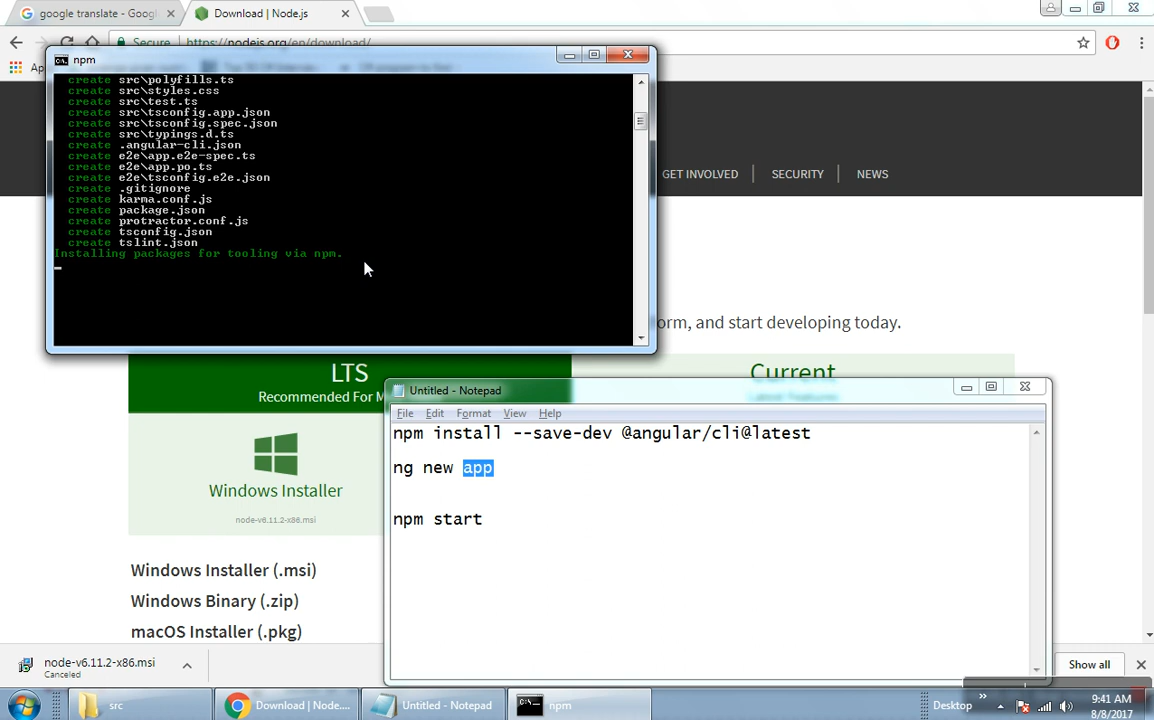 google translate - Googl
Download | Node.js
Secure
https://nodejs.org/en/download/
npm
create src\polyfills.ts
create src\styles.css
create src\test.ts
create src\tsconfig.app.json
create src\tsconfig.spec.json
create src\typings.d.ts
create .angular-cli.json
create e2e\app.e2e-spec.ts
create e2e\app.po.ts
create e2e\tsconfig.e2e.json
create .gitignore
create karma.conf.js
create package.json
create protractor.conf.js
create tsconfig.json
create tslint.json
Installing packages for tooling via npm.
GET INVOLVED
SECURITY
NEWS
orm, and start developing today.
LTS
Recommended For M
Current
Windows Installer
node-v6.11.2-x86.msi
Windows Installer (.msi)
Windows Binary (.zip)
macOS Installer (.pkg)
Untitled - Notepad
File Edit Format View Help
npm install --save-dev @angular/cli@latest
ng new app
npm start
node-v6.11.2-x86.msi
Canceled
Show all
src
Download | Node....
Untitled - Notepad
npm
Desktop
9:41 AM
8/8/2017